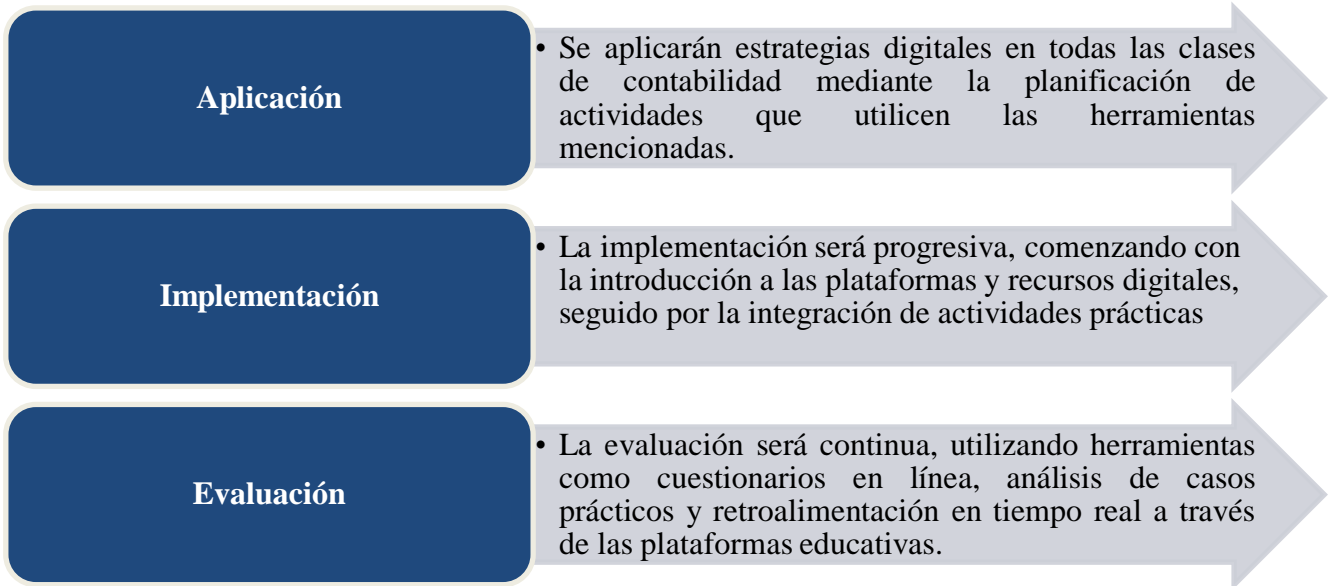 Aplicación
• Se aplicarán estrategias digitales en todas las clases
de contabilidad mediante la planificación de
actividades que utilicen las herramientas
mencionadas.
Implementación
• La implementación será progresiva, comenzando con
la introducción a las plataformas y recursos digitales,
seguido por la integración de actividades prácticas
Evaluación
• La evaluación será continua, utilizando herramientas
como cuestionarios en línea, análisis de casos
prácticos y retroalimentación en tiempo real a través
de las plataformas educativas.